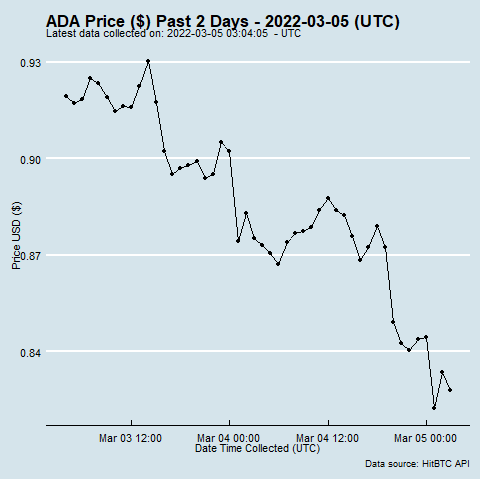 ADA Price ($) Past 2 Days - 2022-03-05 (UTC)
Latest data collected on: 2022-03-05 03:04:05 - UTC
0.93
0.90
0.87
0.84
Price USD ($)
Mar 03 12:00 Mar 04 00:00 Mar 04 12:00 Mar 05 00:00
Date Time Collected (UTC)
Data source: HitBTC API